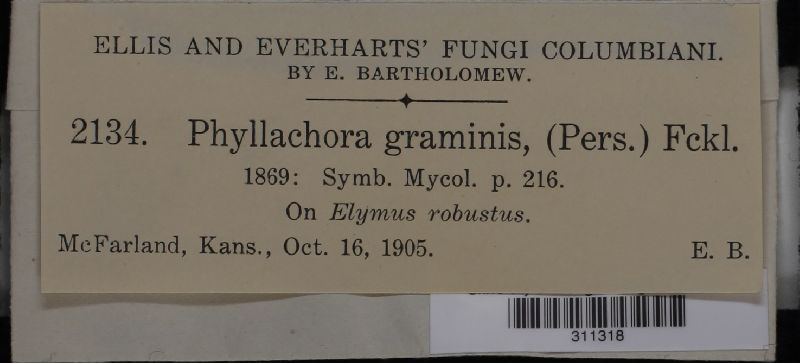 ELLIS AND EVERHARTS' FUNGI COLUMBIANI.
BY E. BARTHOLOMEW.
2134. Phyllachora graminis, (Pers.) Fckl.
1869: Symb. Mycol. p. 216.
On Elymus robustus.
McFarland, Kans., Oct. 16, 1905. E. B.
311318